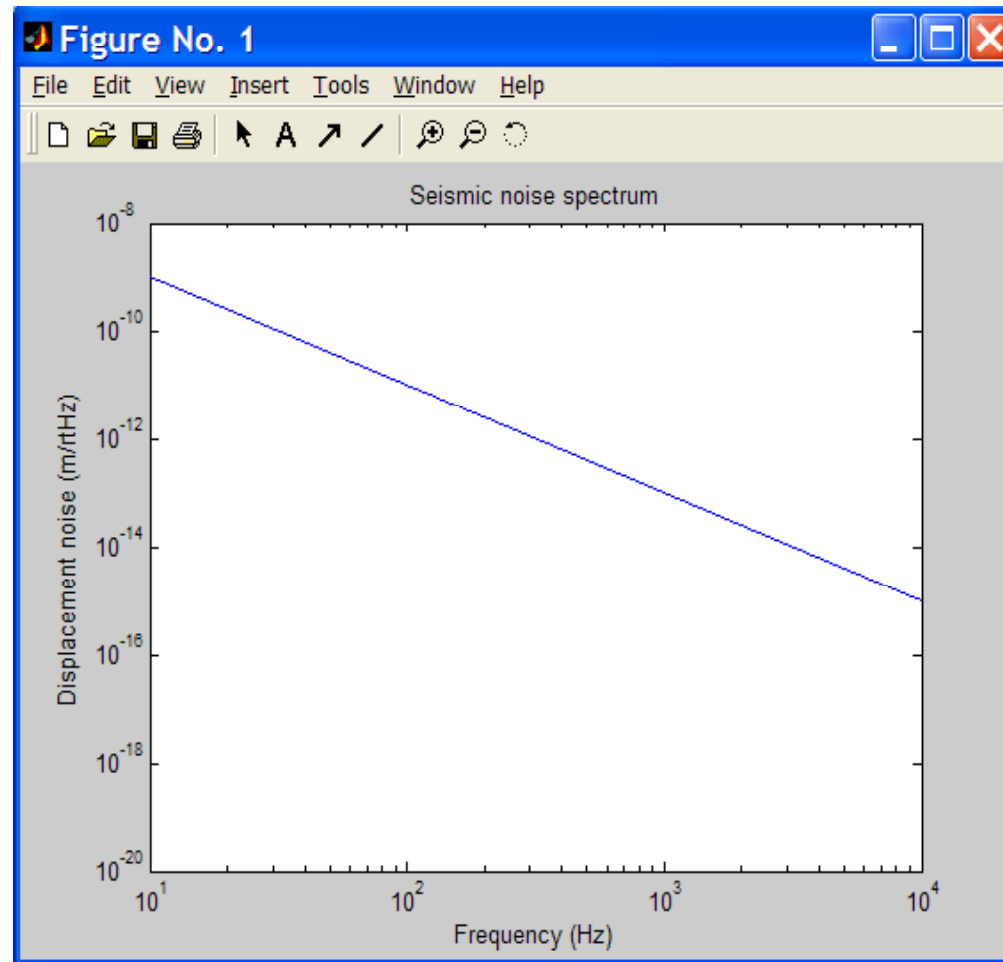 Figure No. 1
File Edit View Insert Tools Window Help
A
Seismic noise spectrum
10^-8
10^-10
10^-12
10^-14
10^-16
10^-18
10^-20
Displacement noise (m/rtHz)
10^1 10^2 10^3 10^4
Frequency (Hz)